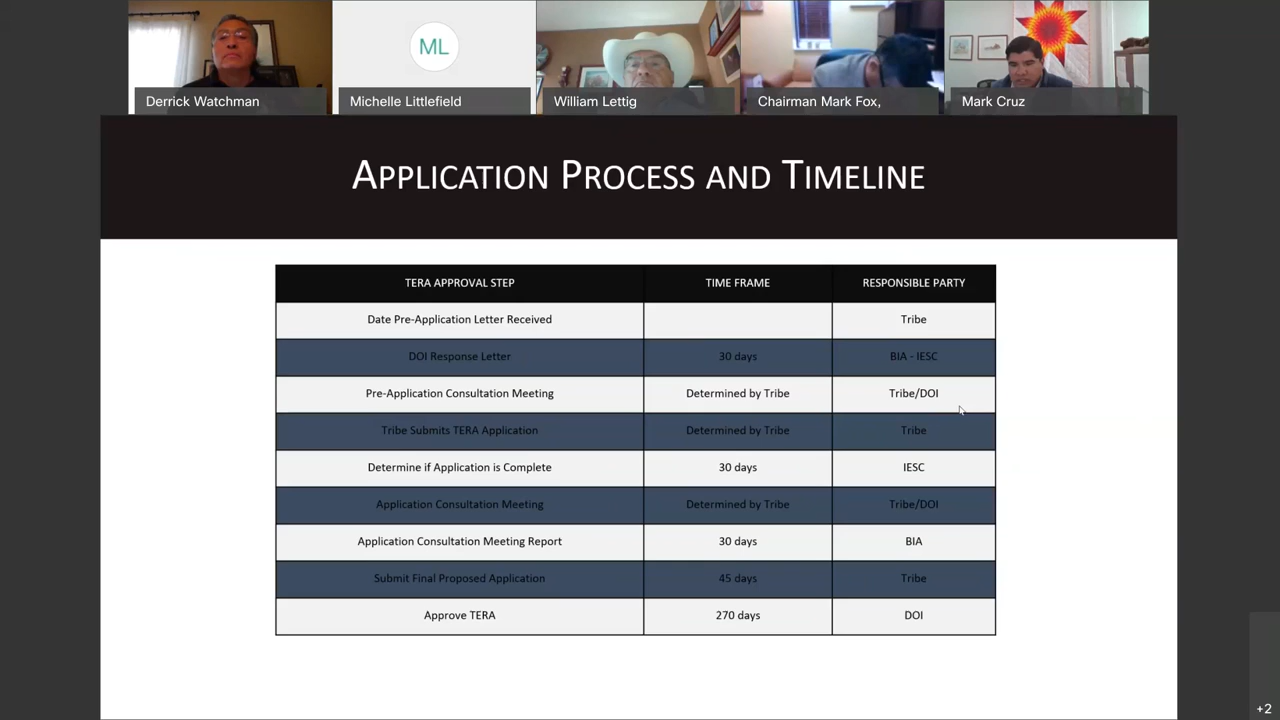 ML
Derrick Watchman
Michelle Littlefield
William Lettig
Chairman Mark Fox,
Mark Cruz
APPLICATION PROCESS AND TIMELINE
TERA APPROVAL STEP TIME FRAME RESPONSIBLE PARTY
Date Pre-Application Letter Received Tribe
DOI Response Letter 30 days BIA - IESC
Pre-Application Consultation Meeting Determined by Tribe Tribe/DOI
Tribe Submits TERA Application Determined by Tribe Tribe
Determine if Application is Complete 30 days IESC
Application Consultation Meeting Determined by Tribe Tribe/DOI
Application Consultation Meeting Report 30 days BIA
Submit Final Proposed Application 45 days Tribe
Approve TERA 270 days DOI
+2